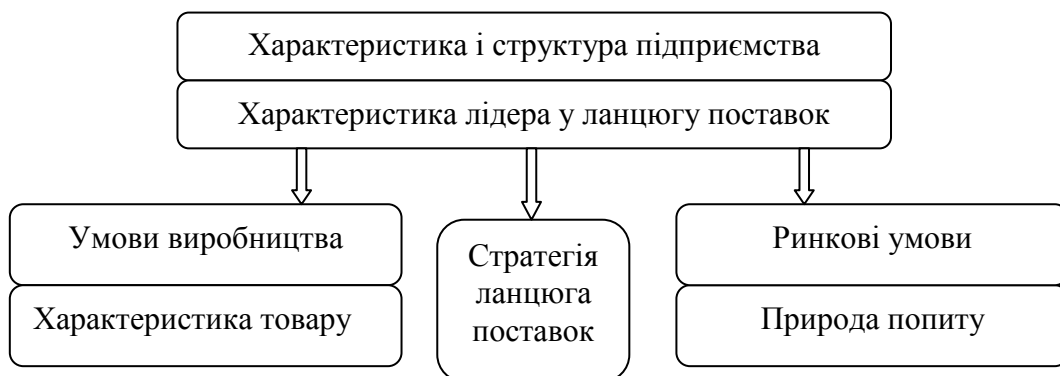 Характеристика і структура підприємства
Характеристика лідера у ланцюгу поставок
Умови виробництва
Характеристика товару
Стратегія
ланцюга
поставок
Ринкові умови
Природа попиту